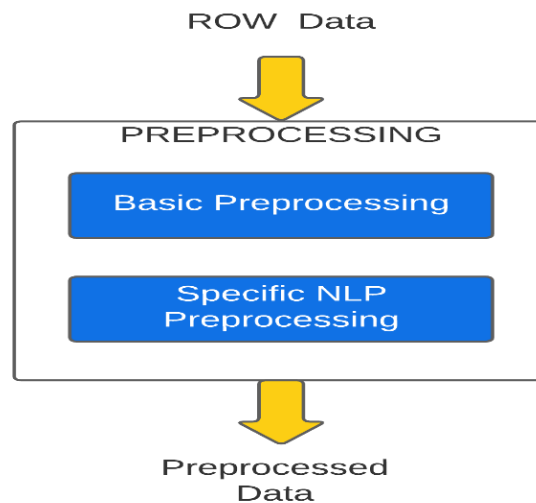 ROW Data
PREPROCESSING
Basic Preprocessing
Specific NLP
Preprocessing
Preprocessed
Data